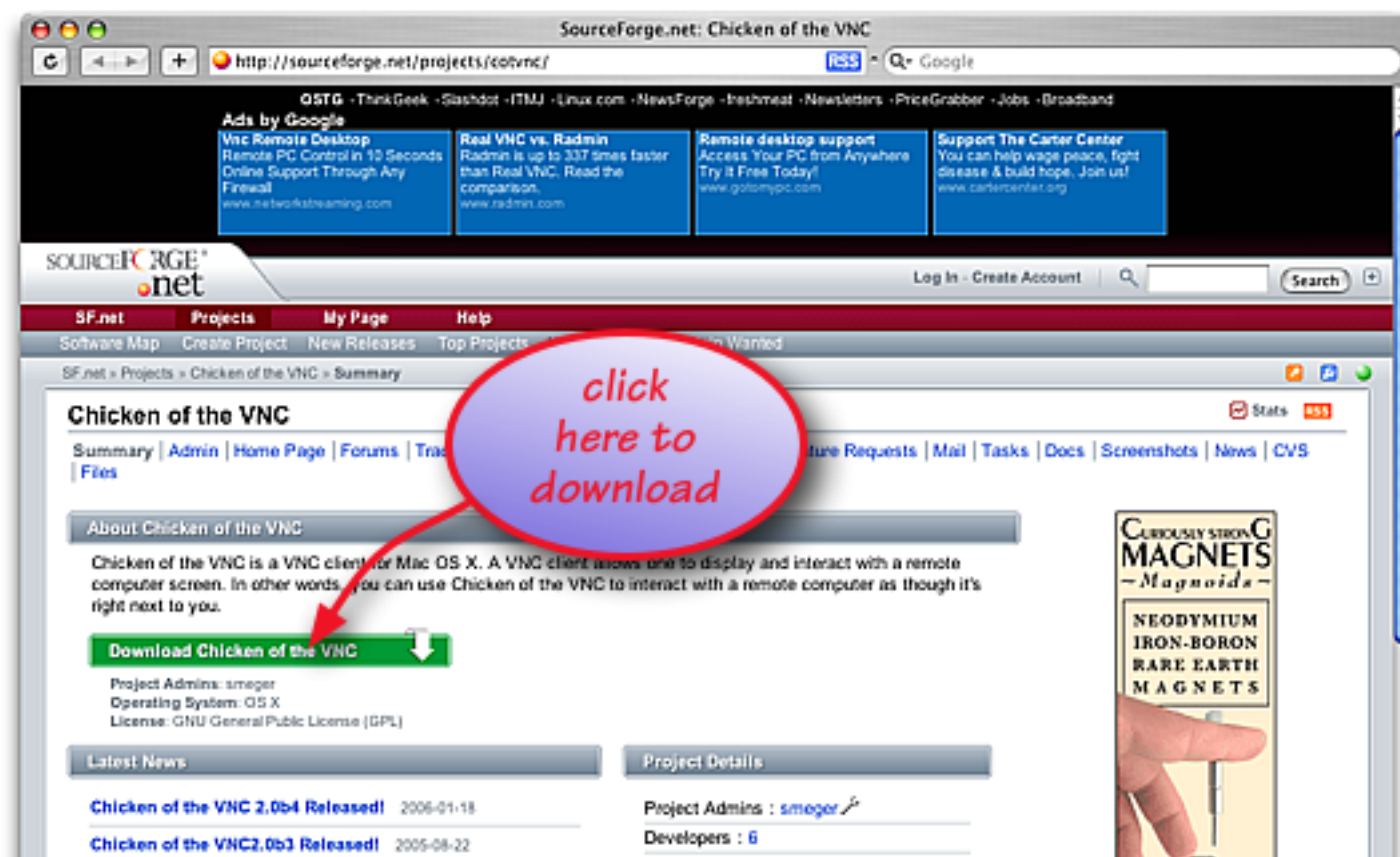 SourceForge.net: Chicken of the VNC
http://sourceforge.net/projects/cotvnc/ RSS Google
OSTG - ThinkGeek - Slashdot - ITMJ - Linux.com - NewsForge - freshmeat - Newsletters - PriceGrabber - Jobs - Broadband
Ads by Google
Vnc Remote Desktop
Remote PC Control in 10 Seconds
Online Support Through Any
Firewall
www.networkstreaming.com
Real VNC vs. Radmin
Radmin is up to 337 times faster
than Real VNC. Read the
comparison.
www.radmin.com
Remote desktop support
Access Your PC from Anywhere
Try It Free Today!
www.gotomypc.com
Support The Carter Center
You can help wage peace, fight
disease & build hope. Join us!
www.cartercenter.org
SOURCEFORGE
.net
Log In - Create Account | Search
SF.net Projects My Page Help
Software Map Create Project New Releases Top Projects Wanted
SF.net » Projects » Chicken of the VNC » Summary
Chicken of the VNC
Stats RSS
Summary | Admin | Home Page | Forums | Requests | Mail | Tasks | Docs | Screenshots | News | CVS
| Files
click
here to
download
About Chicken of the VNC
Chicken of the VNC is a VNC client for Mac OS X. A VNC client allows one to display and interact with a remote
computer screen. In other words, you can use Chicken of the VNC to interact with a remote computer as though it's
right next to you.
Download Chicken of the VNC
Project Admins: smeger
Operating System: OS X
License: GNU General Public License (GPL)
Latest News
Chicken of the VNC 2.0b4 Released! 2006-01-18
Chicken of the VNC2.0b3 Released! 2005-08-22
Project Details
Project Admins : smeger
Developers : 6
CURIOUSLY STRONG
MAGNETS
~Magnoids~
NEODYMIUM
IRON-BORON
RARE EARTH
MAGNETS